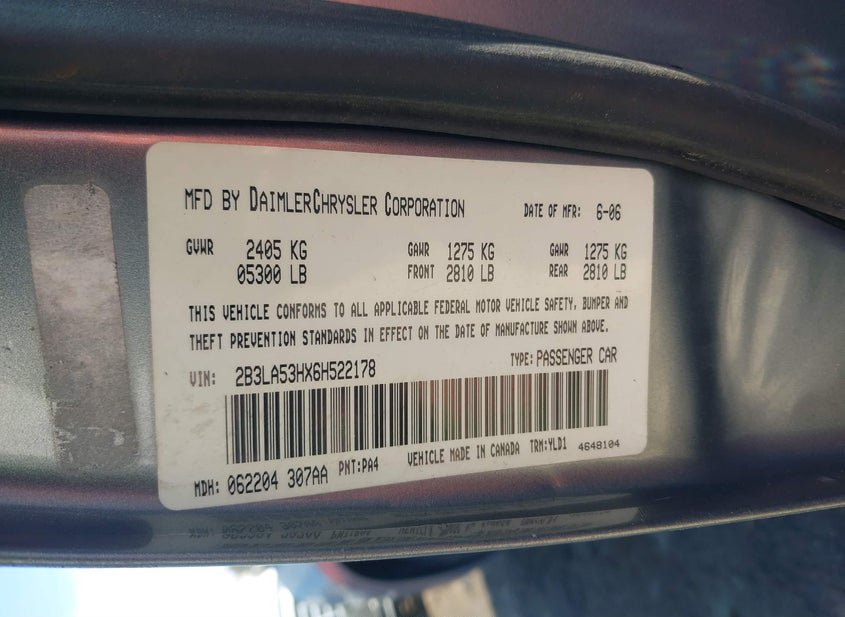 MFD BY DAIMLERCHRYSLER CORPORATION DATE OF MFR: 6-06
GVWR 2405 KG GAWR 1275 KG GAWR 1275 KG
05300 LB FRONT 2810 LB REAR 2810 LB
THIS VEHICLE CONFORMS TO ALL APPLICABLE FEDERAL MOTOR VEHICLE SAFETY, BUMPER AND
THEFT PREVENTION STANDARDS IN EFFECT ON THE DATE OF MANUFACTURE SHOWN ABOVE.
VIN: 2B3LA53HX6H522178 TYPE: PASSENGER CAR
MDH: 062204 307AA PNT:PA4 VEHICLE MADE IN CANADA TRM:YLD1 4648104